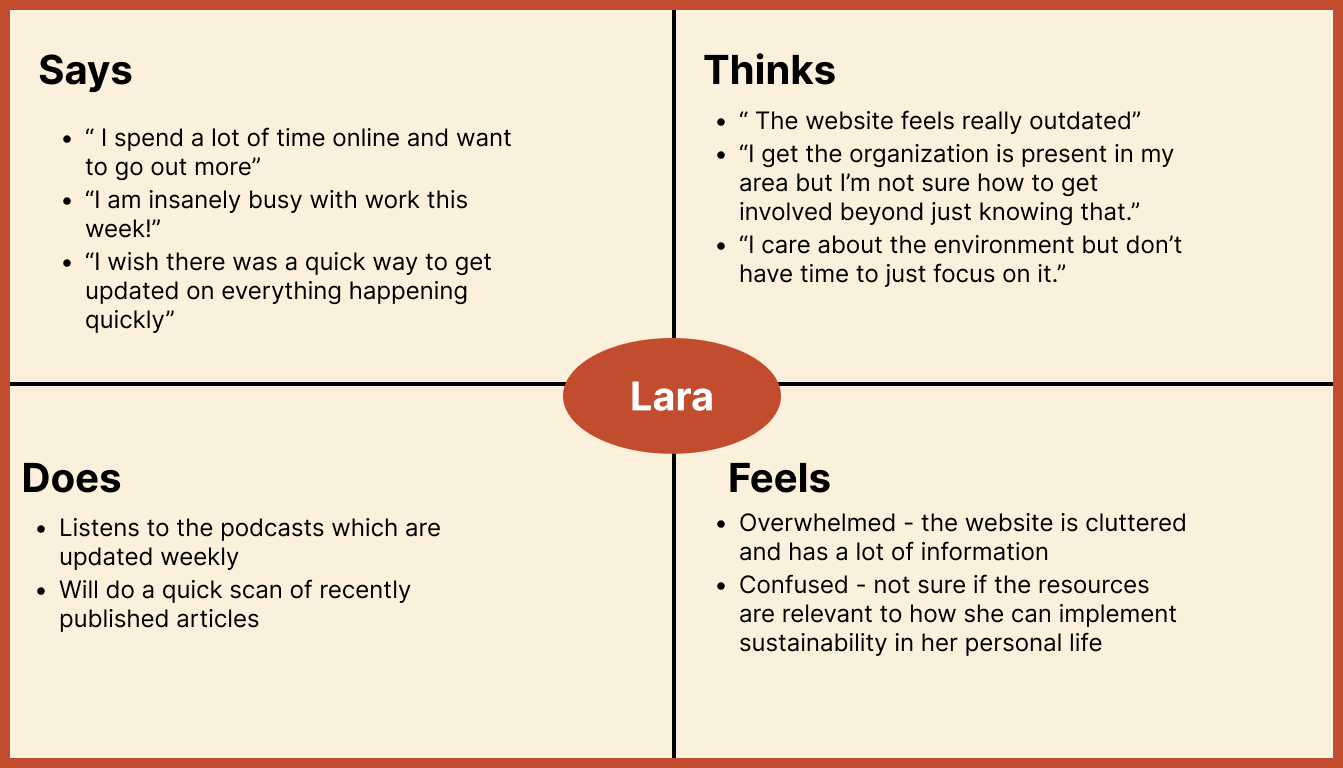 Says
• “ I spend a lot of time online and want
to go out more”
• “I am insanely busy with work this
week!”
• “I wish there was a quick way to get
updated on everything happening
quickly”
Thinks
• “ The website feels really outdated”
• “I get the organization is present in my
area but I’m not sure how to get
involved beyond just knowing that.”
• “I care about the environment but don’t
have time to just focus on it.”
Lara
Does
• Listens to the podcasts which are
updated weekly
• Will do a quick scan of recently
published articles
Feels
• Overwhelmed - the website is cluttered
and has a lot of information
• Confused - not sure if the resources
are relevant to how she can implement
sustainability in her personal life